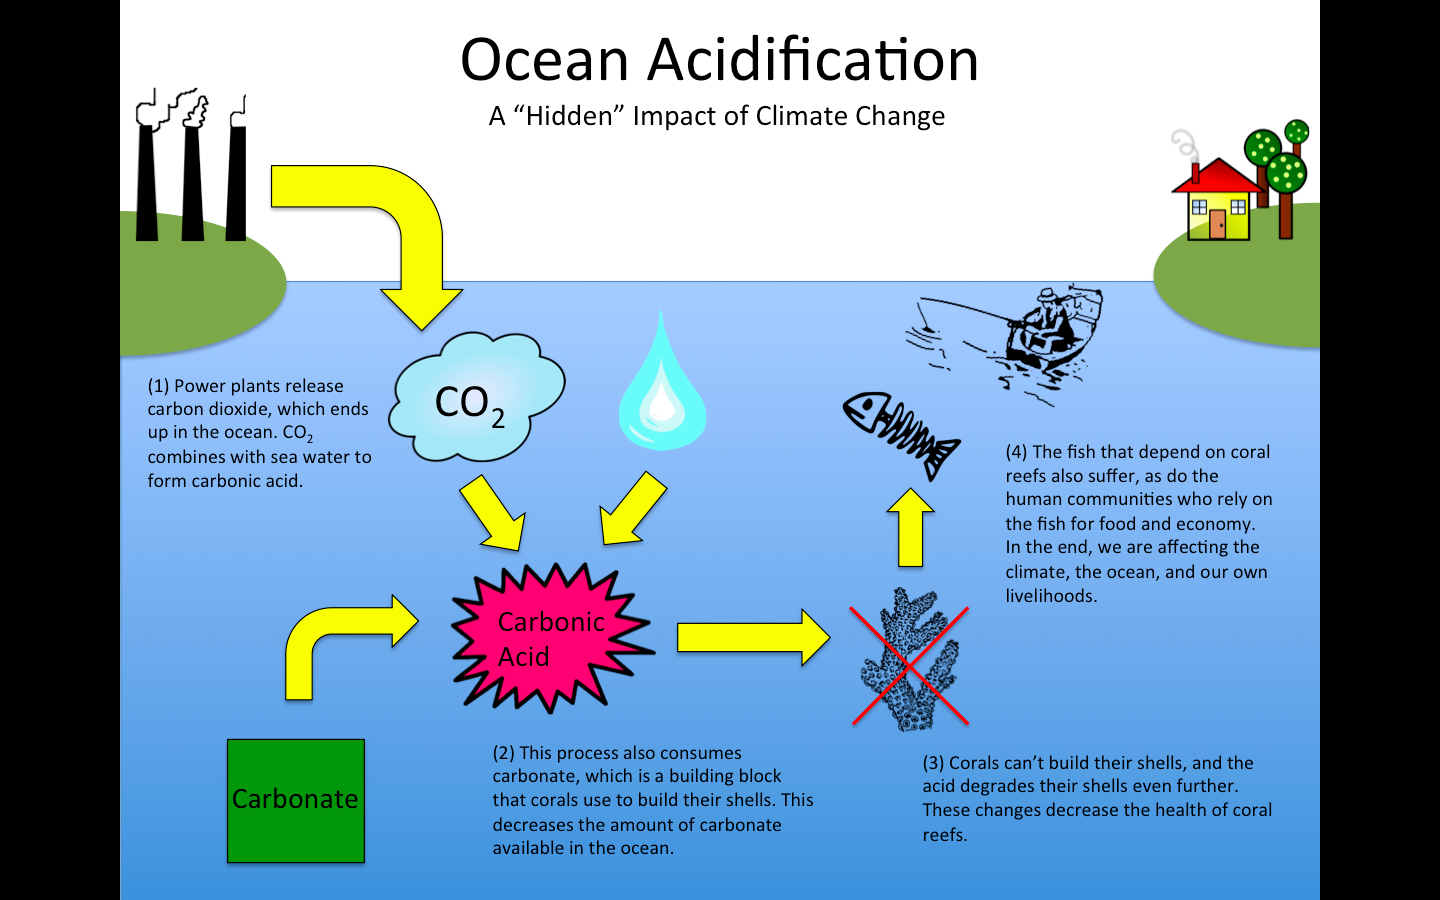 Ocean Acidification
A “Hidden” Impact of Climate Change
(1) Power plants release
carbon dioxide, which ends
up in the ocean. CO₂
combines with sea water to
form carbonic acid.
CO₂
Carbonic
Acid
Carbonate
(2) This process also consumes
carbonate, which is a building block
that corals use to build their shells. This
decreases the amount of carbonate
available in the ocean.
(3) Corals can’t build their shells, and the
acid degrades their shells even further.
These changes decrease the health of coral
reefs.
(4) The fish that depend on coral
reefs also suffer, as do the
human communities who rely on
the fish for food and economy.
In the end, we are affecting the
climate, the ocean, and our own
livelihoods.